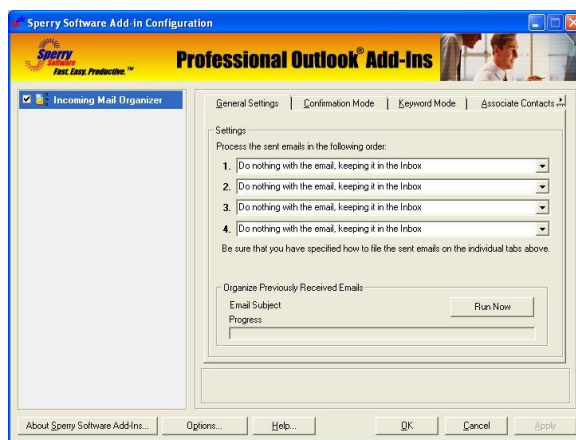 Sperry Software Add-in Configuration
Sperry
Software
Fast. Easy. Productive.™
Professional Outlook® Add-Ins
Incoming Mail Organizer
General Settings
Confirmation Mode
Keyword Mode
Associate Contacts
Settings
Process the sent emails in the following order:
1. Do nothing with the email, keeping it in the Inbox
2. Do nothing with the email, keeping it in the Inbox
3. Do nothing with the email, keeping it in the Inbox
4. Do nothing with the email, keeping it in the Inbox
Be sure that you have specified how to file the sent emails on the individual tabs above.
Organize Previously Received Emails
Email Subject
Run Now
Progress
About Sperry Software Add-Ins...
Options...
Help...
OK
Cancel
Apply